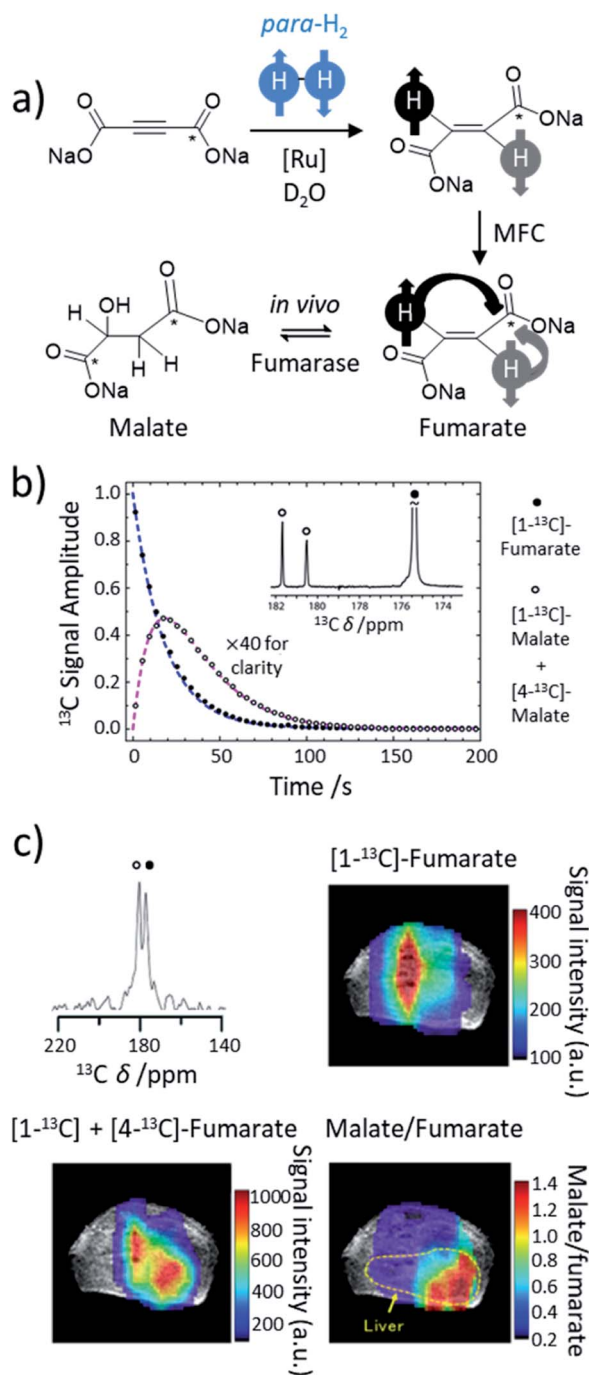 a)
para-H2
H H
O
O
NaO
*
ONa
[Ru]
D2O
H
O
*
ONa
O
H
ONa
MFC
O
OH
H
*
ONa
O
*
H H
ONa
Malate
in vivo
Fumarase
O
H
*
ONa
O
H
ONa
Fumarate
b)
13C Signal Amplitude
1.0
0.8
0.6
0.4
0.2
0.0
0 50 100 150 200
Time /s
×40 for
clarity
182 180 178 176 174
13C δ/ppm
[1-13C]-
Fumarate
[1-13C]-
Malate
+
[4-13C]-
Malate
c)
220 180 140
13C δ /ppm
[1-13C]-Fumarate
400
300
200
100
Signal intensity (a.u.)
[1-13C] + [4-13C]-Fumarate
1000
800
600
400
200
Signal intensity (a.u.)
Malate/Fumarate
Liver
1.4
1.2
1.0
0.8
0.6
0.4
0.2
Malate/fumarate